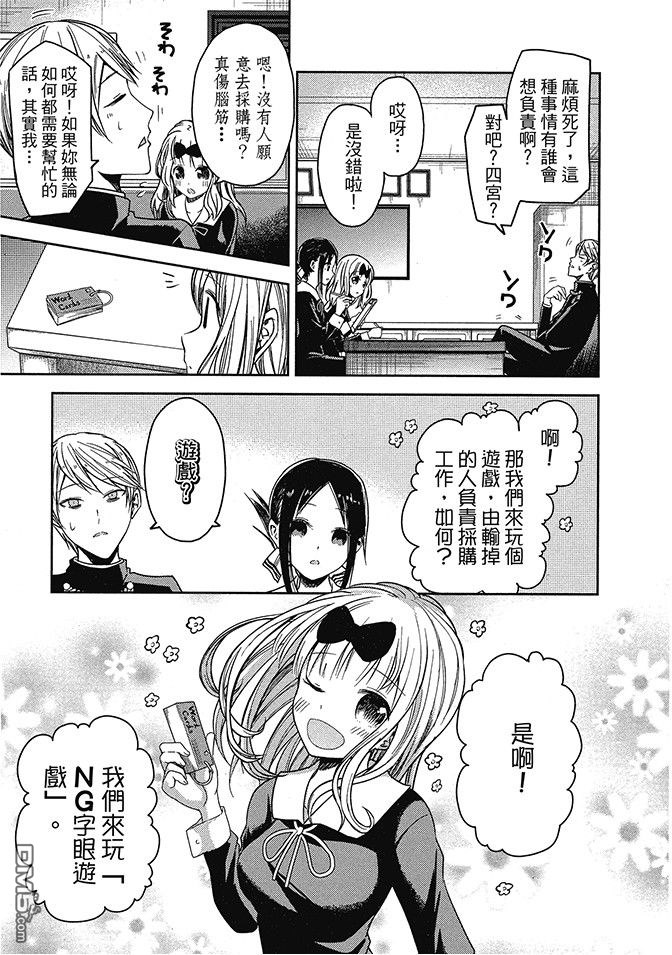 麻煩死了，這
種事情有誰會
想負責啊？
對吧？四宮？
哎呀…
是沒錯啦！
ソワ
ソワ
嗯！沒有人願
意去採購嗎？
真傷腦筋…
そわ
そわ
哎呀！如果妳無論
如何都需要幫忙的
話，其實我…
Word
Cards
啊！
那我們來玩個
遊戲，由輸掉
的人負責採購
工作，如何？
遊戲？
是啊！
Word
Cards
我們來玩「
NG字眼遊
戲」。
DM5